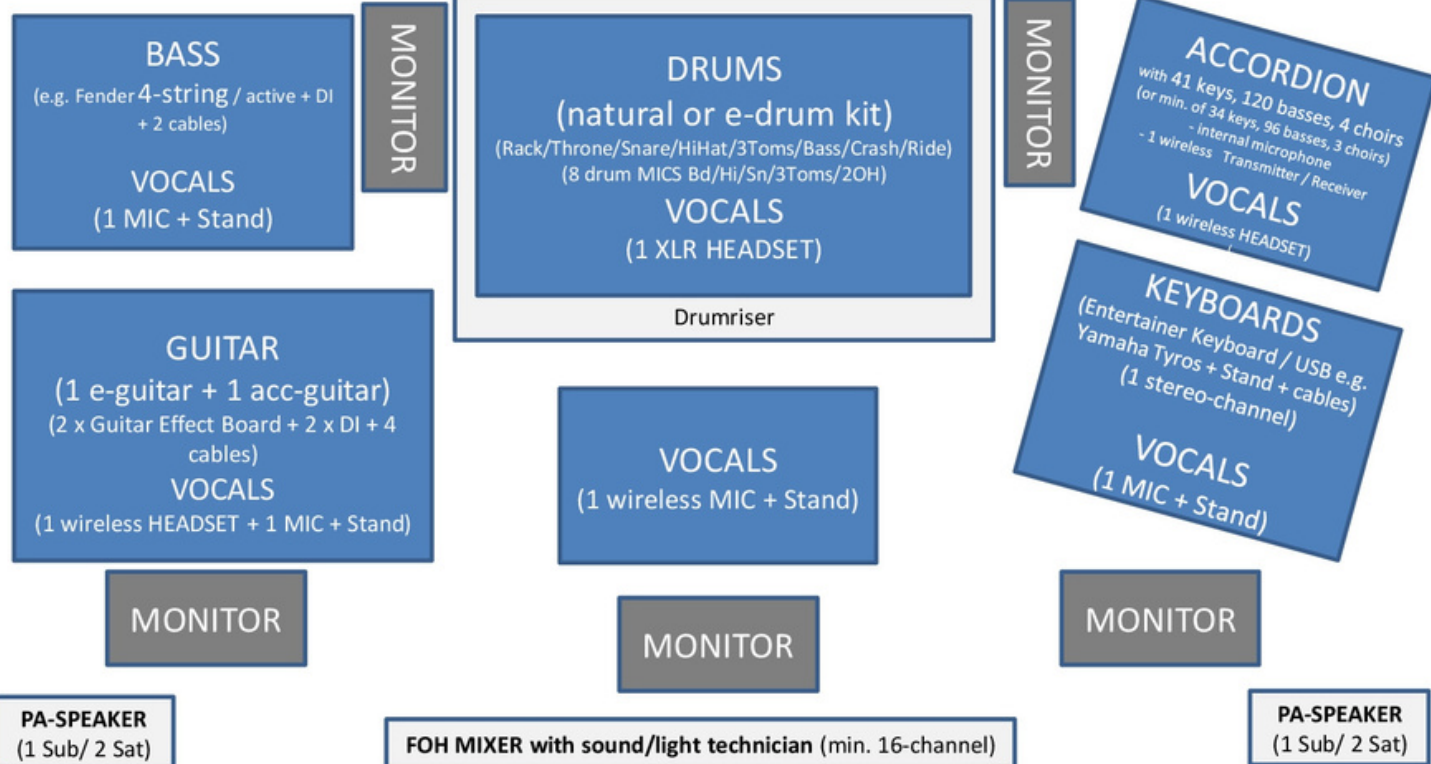 BASS
(e.g. Fender 4-string / active + DI
+ 2 cables)
VOCALS
(1 MIC + Stand)
MONITOR
DRUMS
(natural or e-drum kit)
(Rack/Throne/Snare/HiHat/3Toms/Bass/Crash/Ride)
(8 drum MICS Bd/Hi/Sn/3Toms/2OH)
VOCALS
(1 XLR HEADSET)
Drumriser
MONITOR
ACCORDION
with 41 keys, 120 basses, 4 choirs
(or min. of 34 keys, 96 basses, 3 choirs)
- internal microphone
- 1 wireless Transmitter / Receiver
VOCALS
(1 wireless HEADSET)
(
GUITAR
(1 e-guitar + 1 acc-guitar)
(2 x Guitar Effect Board + 2 x DI + 4
cables)
VOCALS
(1 wireless HEADSET + 1 MIC + Stand)
VOCALS
(1 wireless MIC + Stand)
KEYBOARDS
(Entertainer Keyboard / USB e.g.
Yamaha Tyros + Stand + cables)
(1 stereo-channel)
VOCALS
(1 MIC + Stand)
MONITOR
MONITOR
MONITOR
PA-SPEAKER
(1 Sub/ 2 Sat)
FOH MIXER with sound/light technician (min. 16-channel)
PA-SPEAKER
(1 Sub/ 2 Sat)